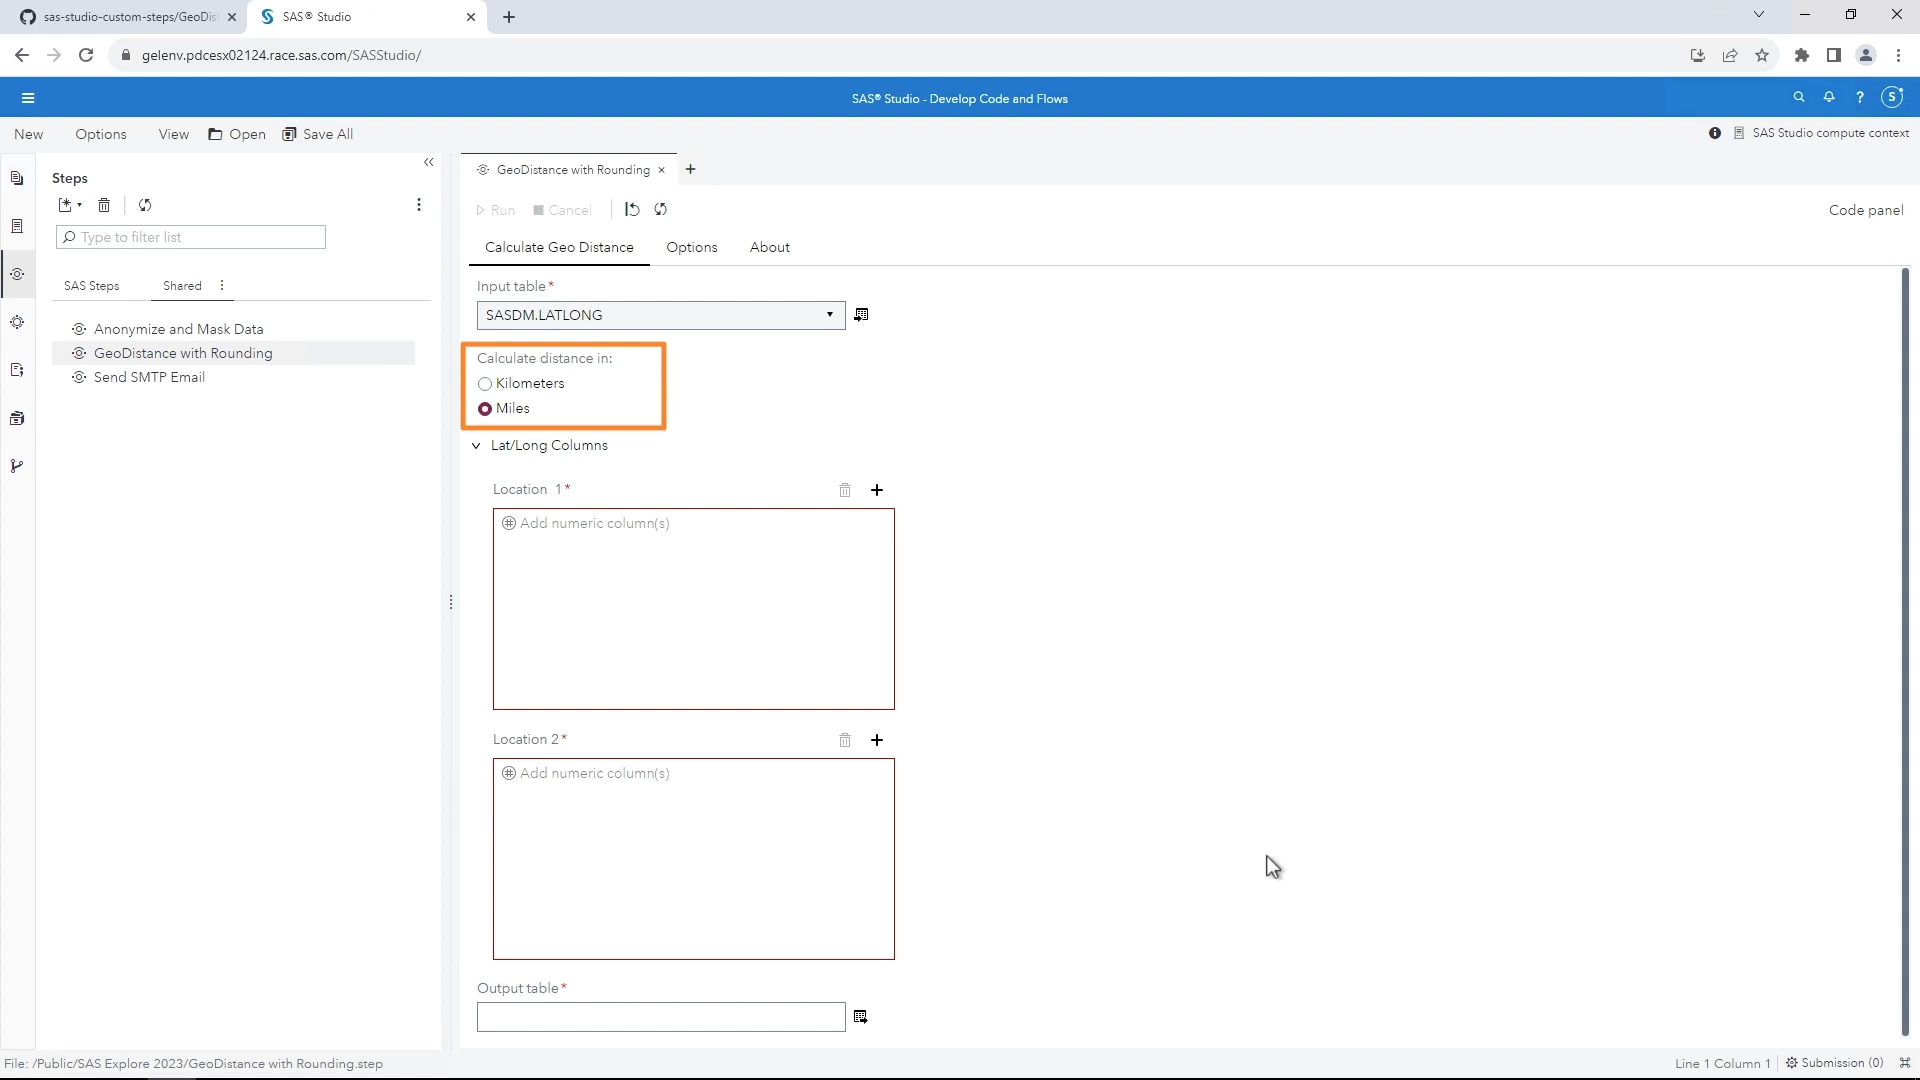 sas-studio-custom-steps/GeoDis
SAS® Studio
gelenv.pdcesx02124.race.sas.com/SASStudio/
SAS® Studio - Develop Code and Flows
S
New Options View Open Save All
SAS Studio compute context
Steps
GeoDistance with Rounding
Run Cancel
Code panel
Type to filter list
Calculate Geo Distance Options About
SAS Steps Shared
Input table*
SASDM.LATLONG
Anonymize and Mask Data
GeoDistance with Rounding
Send SMTP Email
Calculate distance in:
Kilometers
Miles
Lat/Long Columns
Location 1*
Add numeric column(s)
Location 2*
Add numeric column(s)
Output table*
File: /Public/SAS Explore 2023/GeoDistance with Rounding.step
Line 1 Column 1
Submission (0)